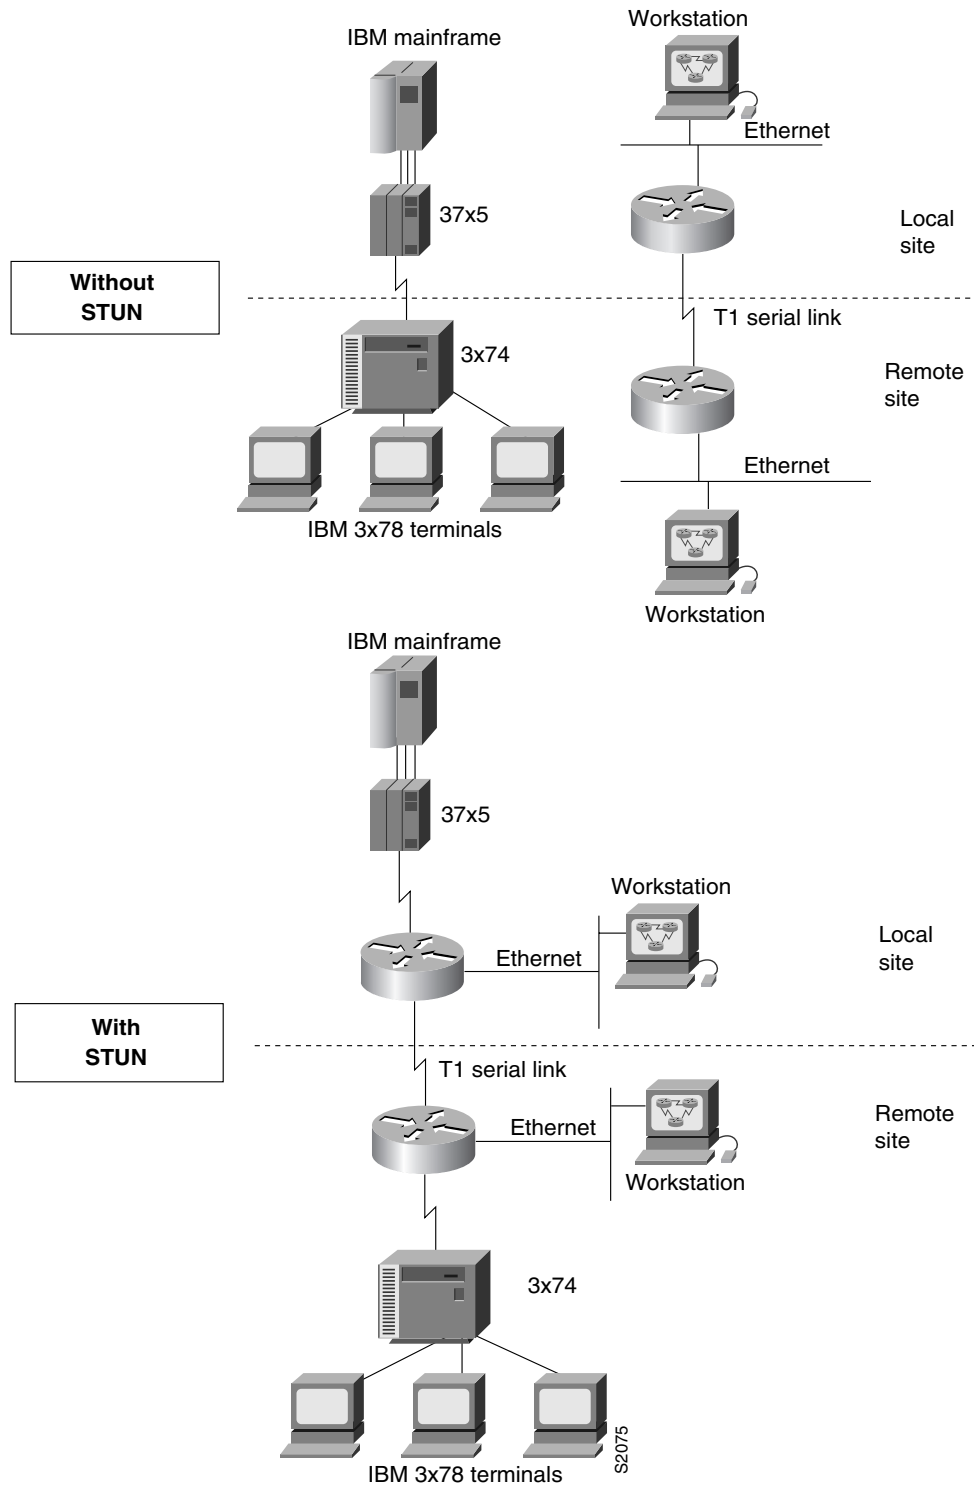 Workstation
IBM mainframe
Ethernet
37x5
Local
site
Without
STUN
T1 serial link
3x74
Remote
site
Ethernet
IBM 3x78 terminals
Workstation
IBM mainframe
37x5
Workstation
Ethernet
Local
site
With
STUN
T1 serial link
Ethernet
Remote
site
Workstation
3x74
IBM 3x78 terminals
S2075